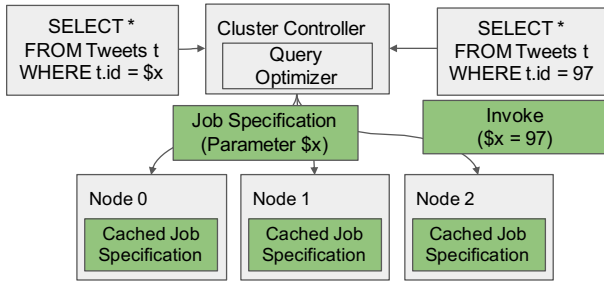 SELECT *
FROM Tweets t
WHERE t.id = $x
Cluster Controller
Query
Optimizer
SELECT *
FROM Tweets t
WHERE t.id = 97
Job Specification
(Parameter $x)
Invoke
($x = 97)
Node 0
Cached Job
Specification
Node 1
Cached Job
Specification
Node 2
Cached Job
Specification